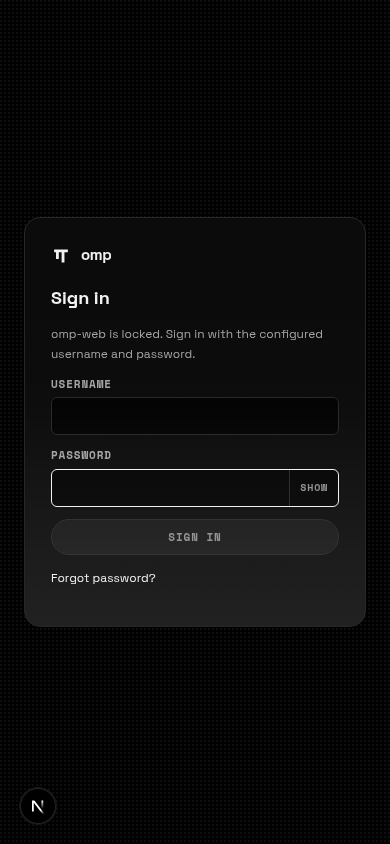 omp
Sign in
omp-web is locked. Sign in with the configured
username and password.
USERNAME
PASSWORD
SHOW
SIGN IN
Forgot password?
N